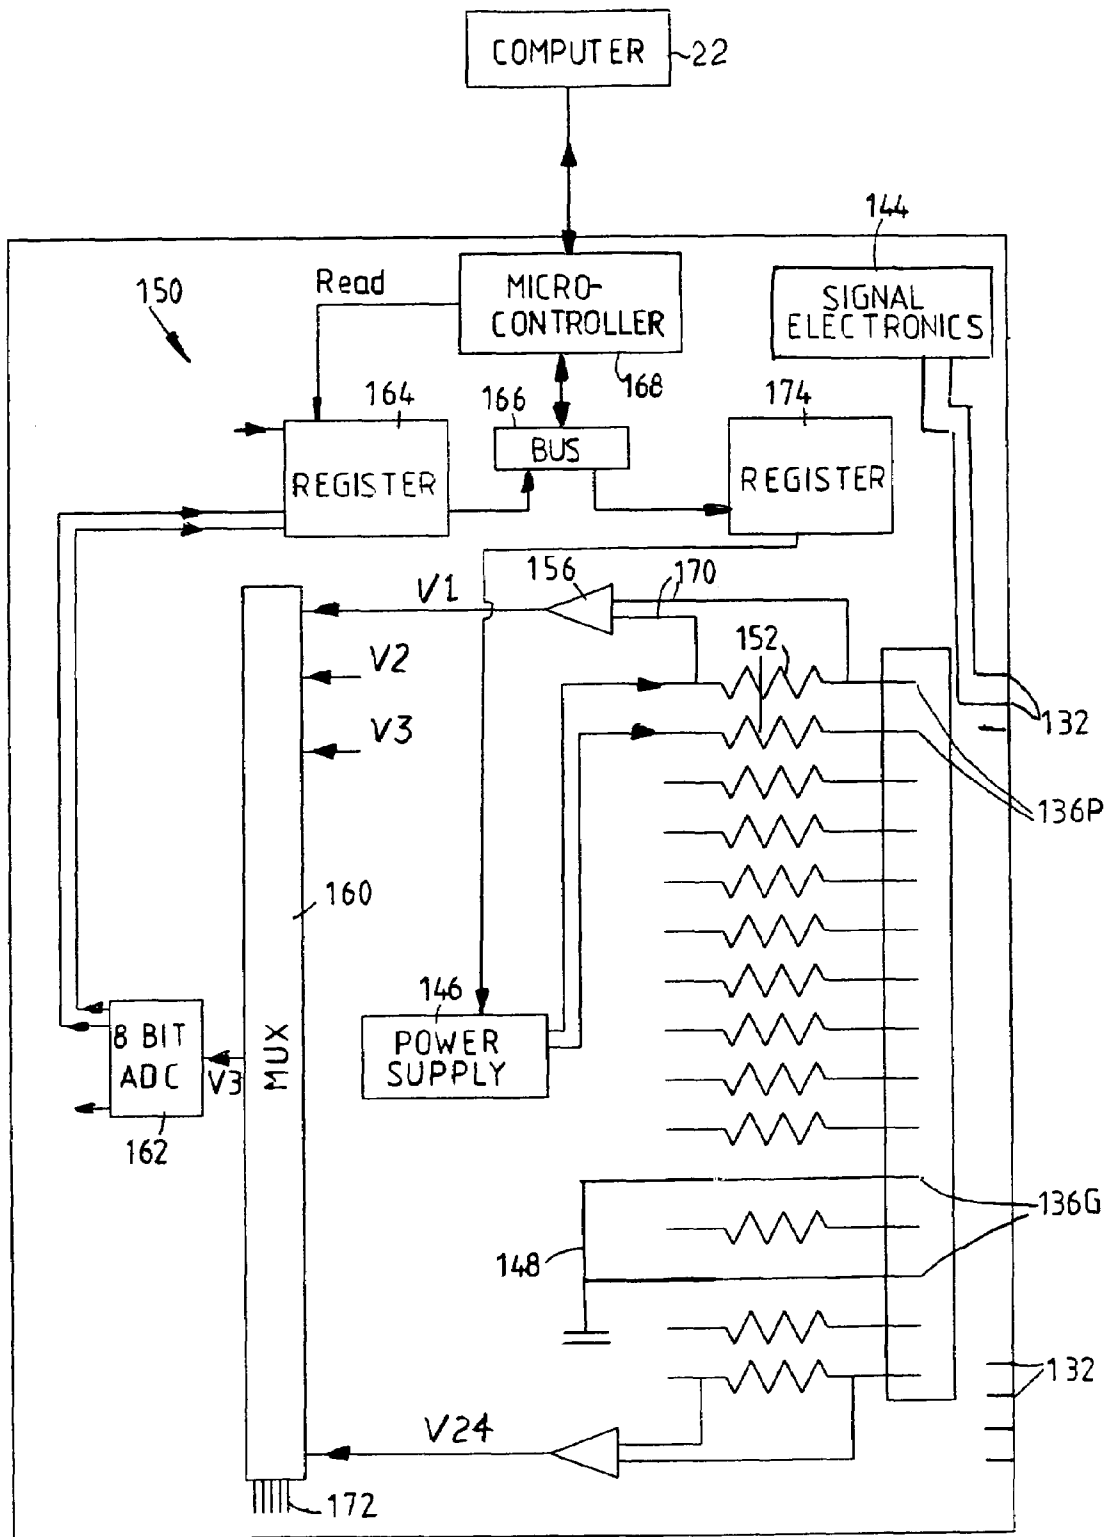 COMPUTER
22
144
Read
MICRO-
CONTROLLER
SIGNAL
ELECTRONICS
150
168
164
166
174
BUS
REGISTER
REGISTER
156
170
V1
152
V2
V3
132
136P
160
146
8 BIT
ADC
V3
MUX
POWER
SUPPLY
162
136G
148
132
V24
172